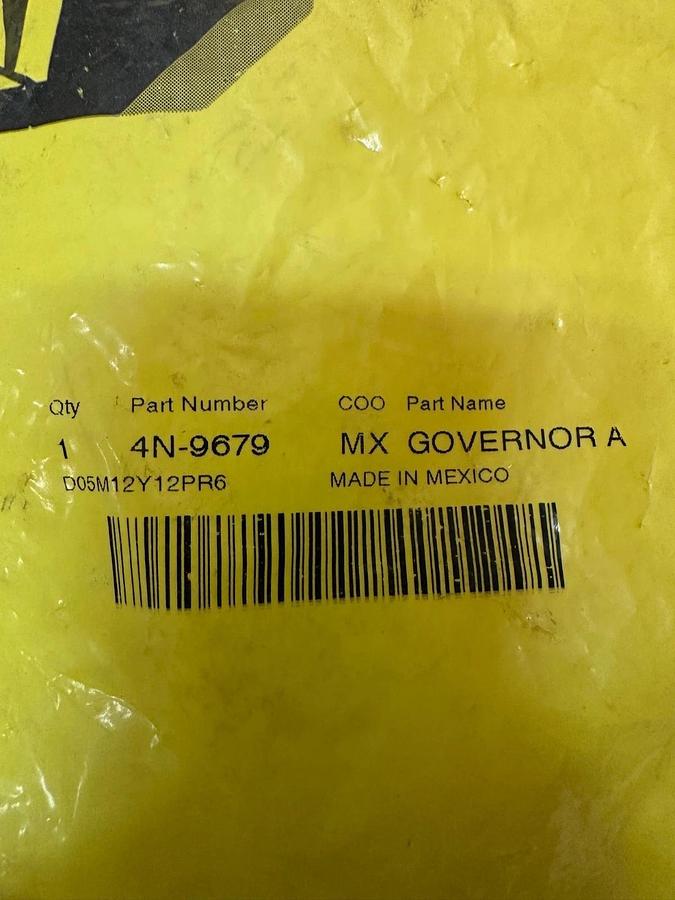 Qty Part Number COO Part Name
1 4N-9679 MX GOVERNOR A
D05M12Y12PR6 MADE IN MEXICO